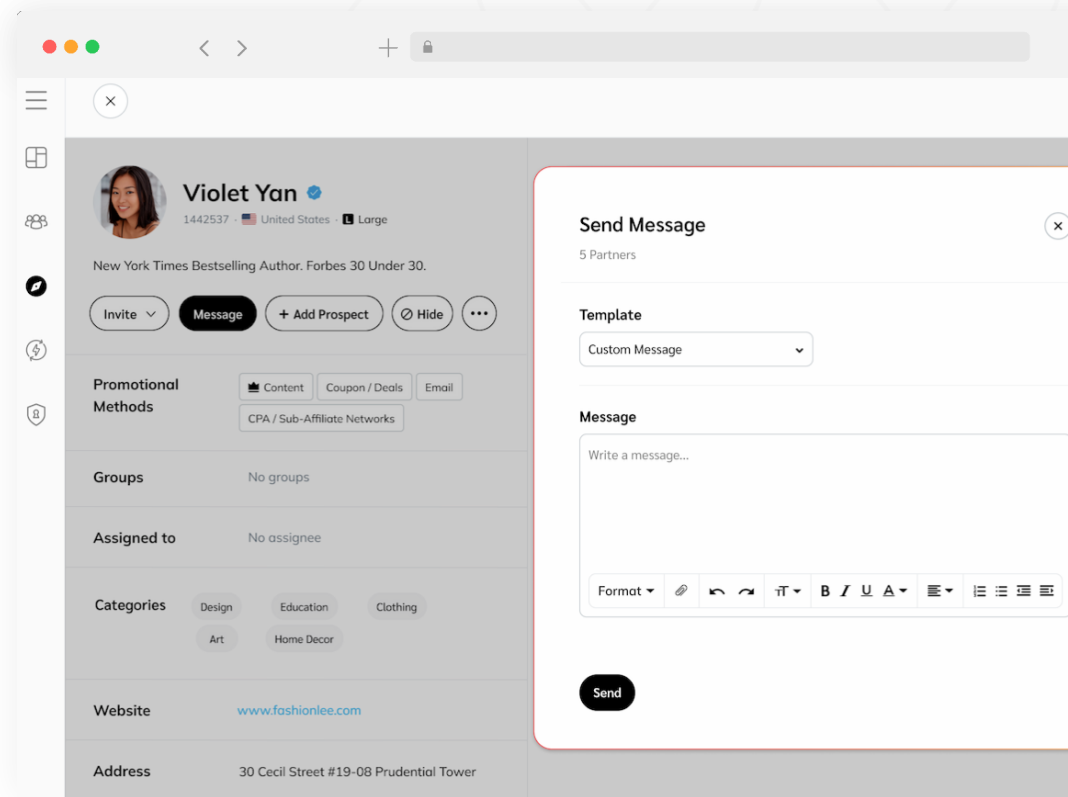 Violet Yan
1442537 · United States · L Large
New York Times Bestselling Author. Forbes 30 Under 30.
Invite
Message
+ Add Prospect
Hide
Promotional
Methods
Content
Coupon / Deals
Email
CPA / Sub-Affiliate Networks
Groups
No groups
Assigned to
No assignee
Categories
Design
Education
Clothing
Art
Home Decor
Website
www.fashionlee.com
Address
30 Cecil Street #19-08 Prudential Tower
Send Message
5 Partners
Template
Custom Message
Message
Write a message...
Format
TT
B I U A
Send